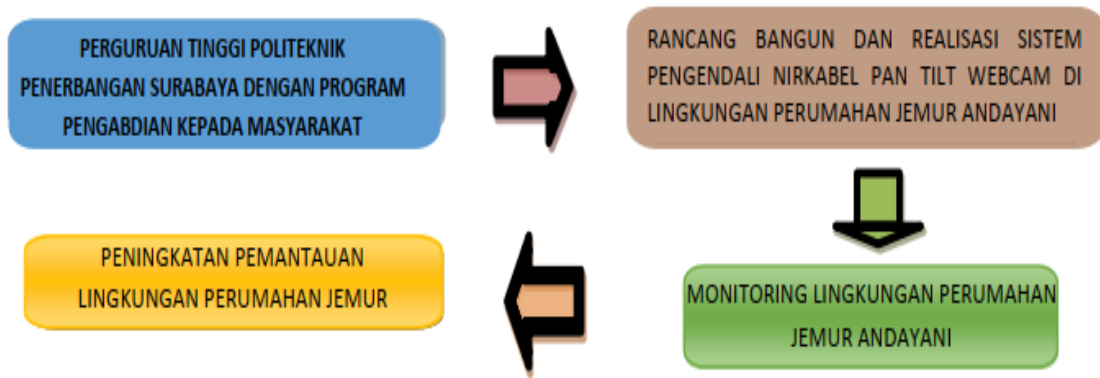 PERGURUAN TINGGI POLITEKNIK
PENERBANGAN SURABAYA DENGAN PROGRAM
PENGABDIAN KEPADA MASYARAKAT
RANCANG BANGUN DAN REALISASI SISTEM
PENGENDALI NIRKABEL PAN TILT WEBCAM DI
LINGKUNGAN PERUMAHAN JEMUR ANDAYANI
MONITORING LINGKUNGAN PERUMAHAN
JEMUR ANDAYANI
PENINGKATAN PEMANTAUAN
LINGKUNGAN PERUMAHAN JEMUR